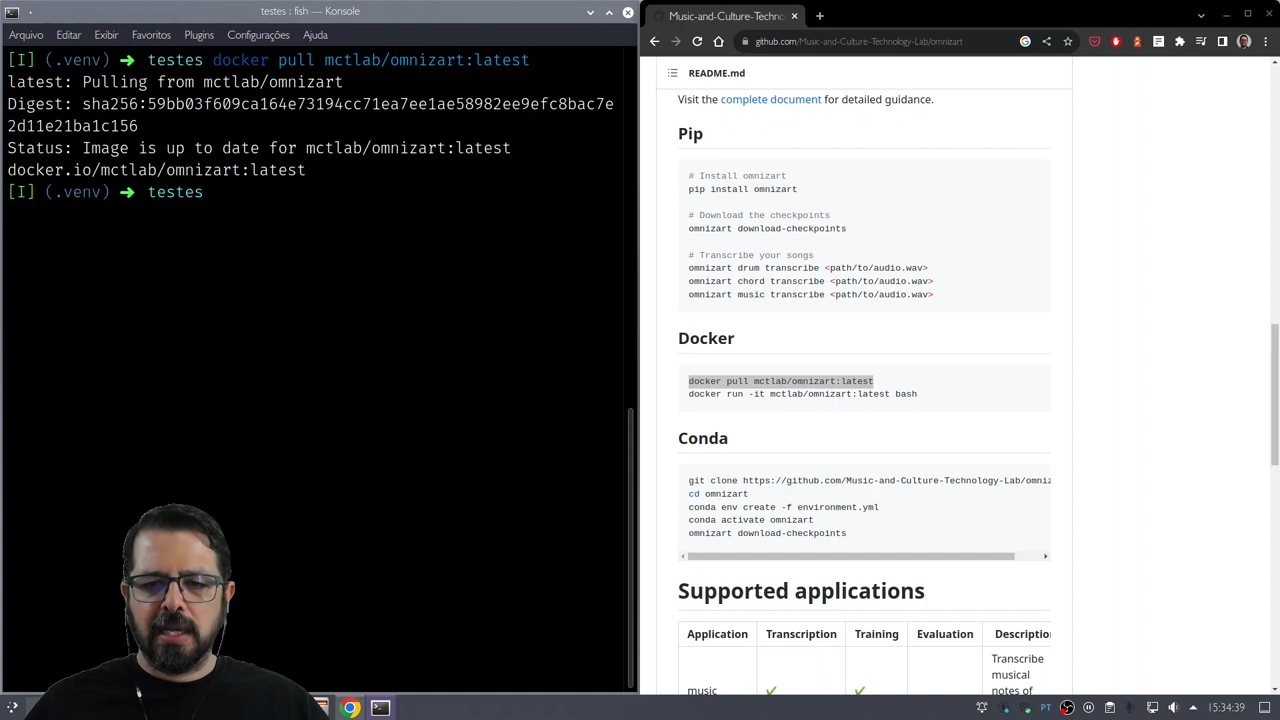 testes : fish — Konsole
Arquivo Editar Exibir Favoritos Plugins Configurações Ajuda
[I] (.venv) ➜ testes docker pull mctlab/omnizart:latest
latest: Pulling from mctlab/omnizart
Digest: sha256:59bb03f609ca164e73194cc71ea7ee1ae58982ee9efc8bac7e
2d11e21ba1c156
Status: Image is up to date for mctlab/omnizart:latest
docker.io/mctlab/omnizart:latest
[I] (.venv) ➜ testes
Music-and-Culture-Techno
github.com/Music-and-Culture-Technology-Lab/omnizart
README.md
Visit the complete document for detailed guidance.
Pip
# Install omnizart
pip install omnizart
# Download the checkpoints
omnizart download-checkpoints
# Transcribe your songs
omnizart drum transcribe <path/to/audio.wav>
omnizart chord transcribe <path/to/audio.wav>
omnizart music transcribe <path/to/audio.wav>
Docker
docker pull mctlab/omnizart:latest
docker run -it mctlab/omnizart:latest bash
Conda
git clone https://github.com/Music-and-Culture-Technology-Lab/omniz
cd omnizart
conda env create -f environment.yml
conda activate omnizart
omnizart download-checkpoints
Supported applications
Application Transcription Training Evaluation Description
Transcribe
musical
music ✔ ✔ notes of
PT 15:34:39